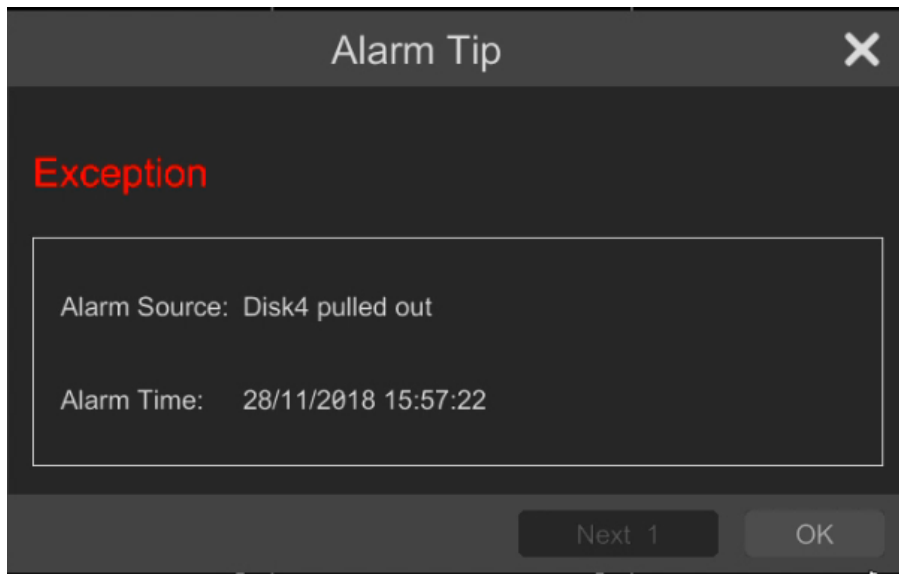 Alarm Tip
Exception
Alarm Source: Disk4 pulled out
Alarm Time: 28/11/2018 15:57:22
Next 1
OK